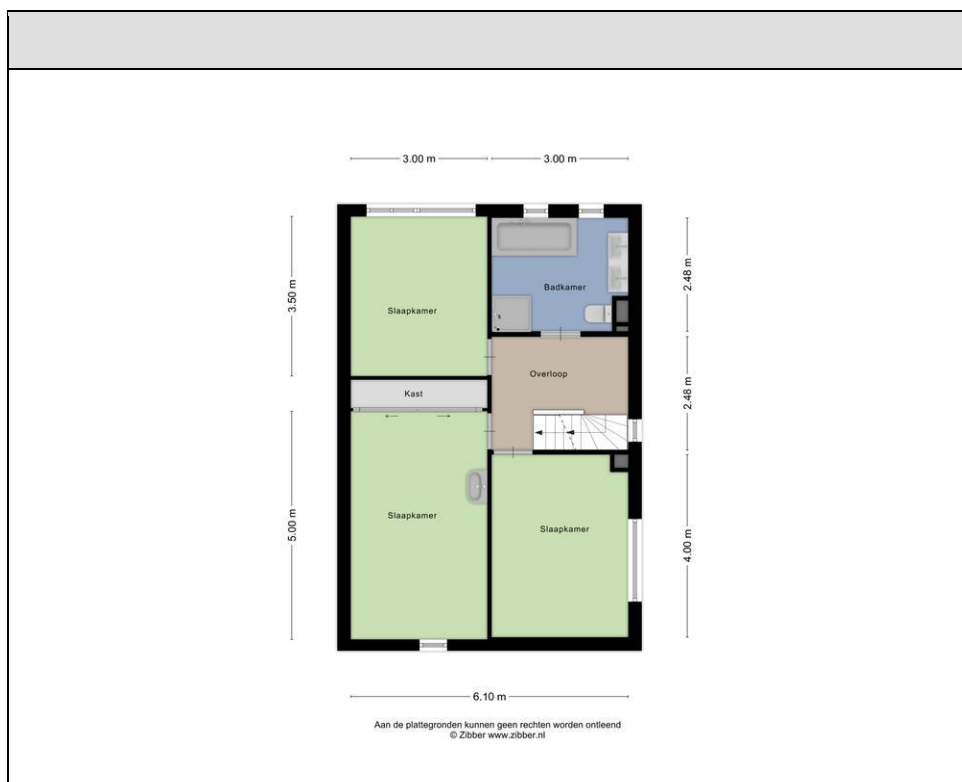 3.00 m
3.00 m
3.50 m
2.48 m
Badkamer
Slaapkamer
Overloop
2.48 m
Kast
Slaapkamer
5.00 m
Slaapkamer
4.00 m
6.10 m
Aan de plattegronden kunnen geen rechten worden ontleend
© Zibber www.zibber.nl